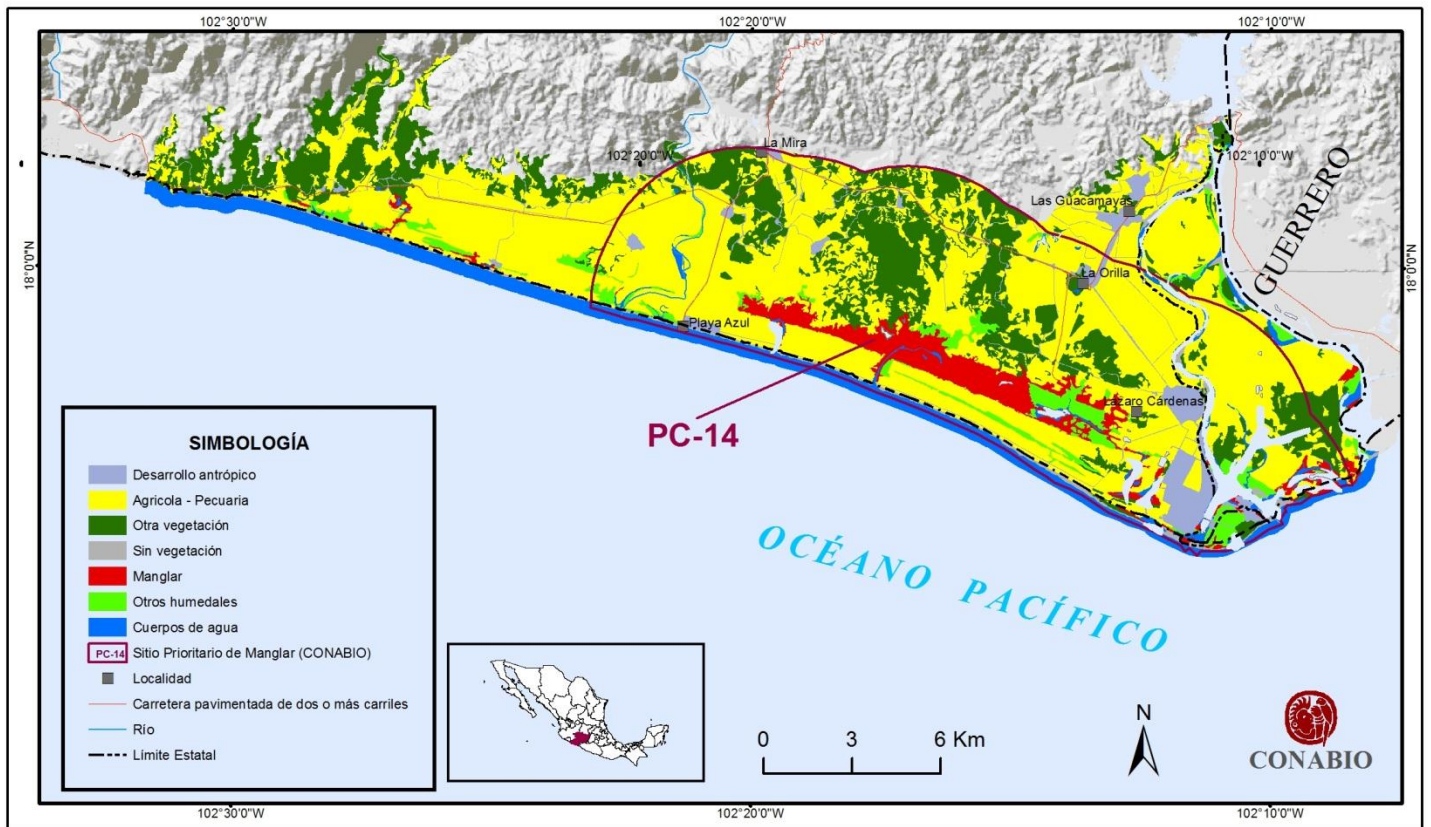 102°30'0"W
102°20'0"W
102°10'0"W
La Mira
102°20'0"W
102°10'0"W
Las Guacamayas
GUERRERO
18°0'0"N
18°0'0"N
La Orilla
Playa Azul
Lázaro Cárdenas
PC-14
SIMBOLOGÍA
Desarrollo antrópico
Agricola - Pecuaria
Otra vegetación
Sin vegetación
Manglar
Otros humedales
Cuerpos de agua
PC-14 Sitio Prioritario de Manglar (CONABIO)
Localidad
Carretera pavimentada de dos o más carriles
Río
Límite Estatal
OCÉANO PACÍFICO
0 3 6 Km
N
CONABIO
102°30'0"W
102°20'0"W
102°10'0"W